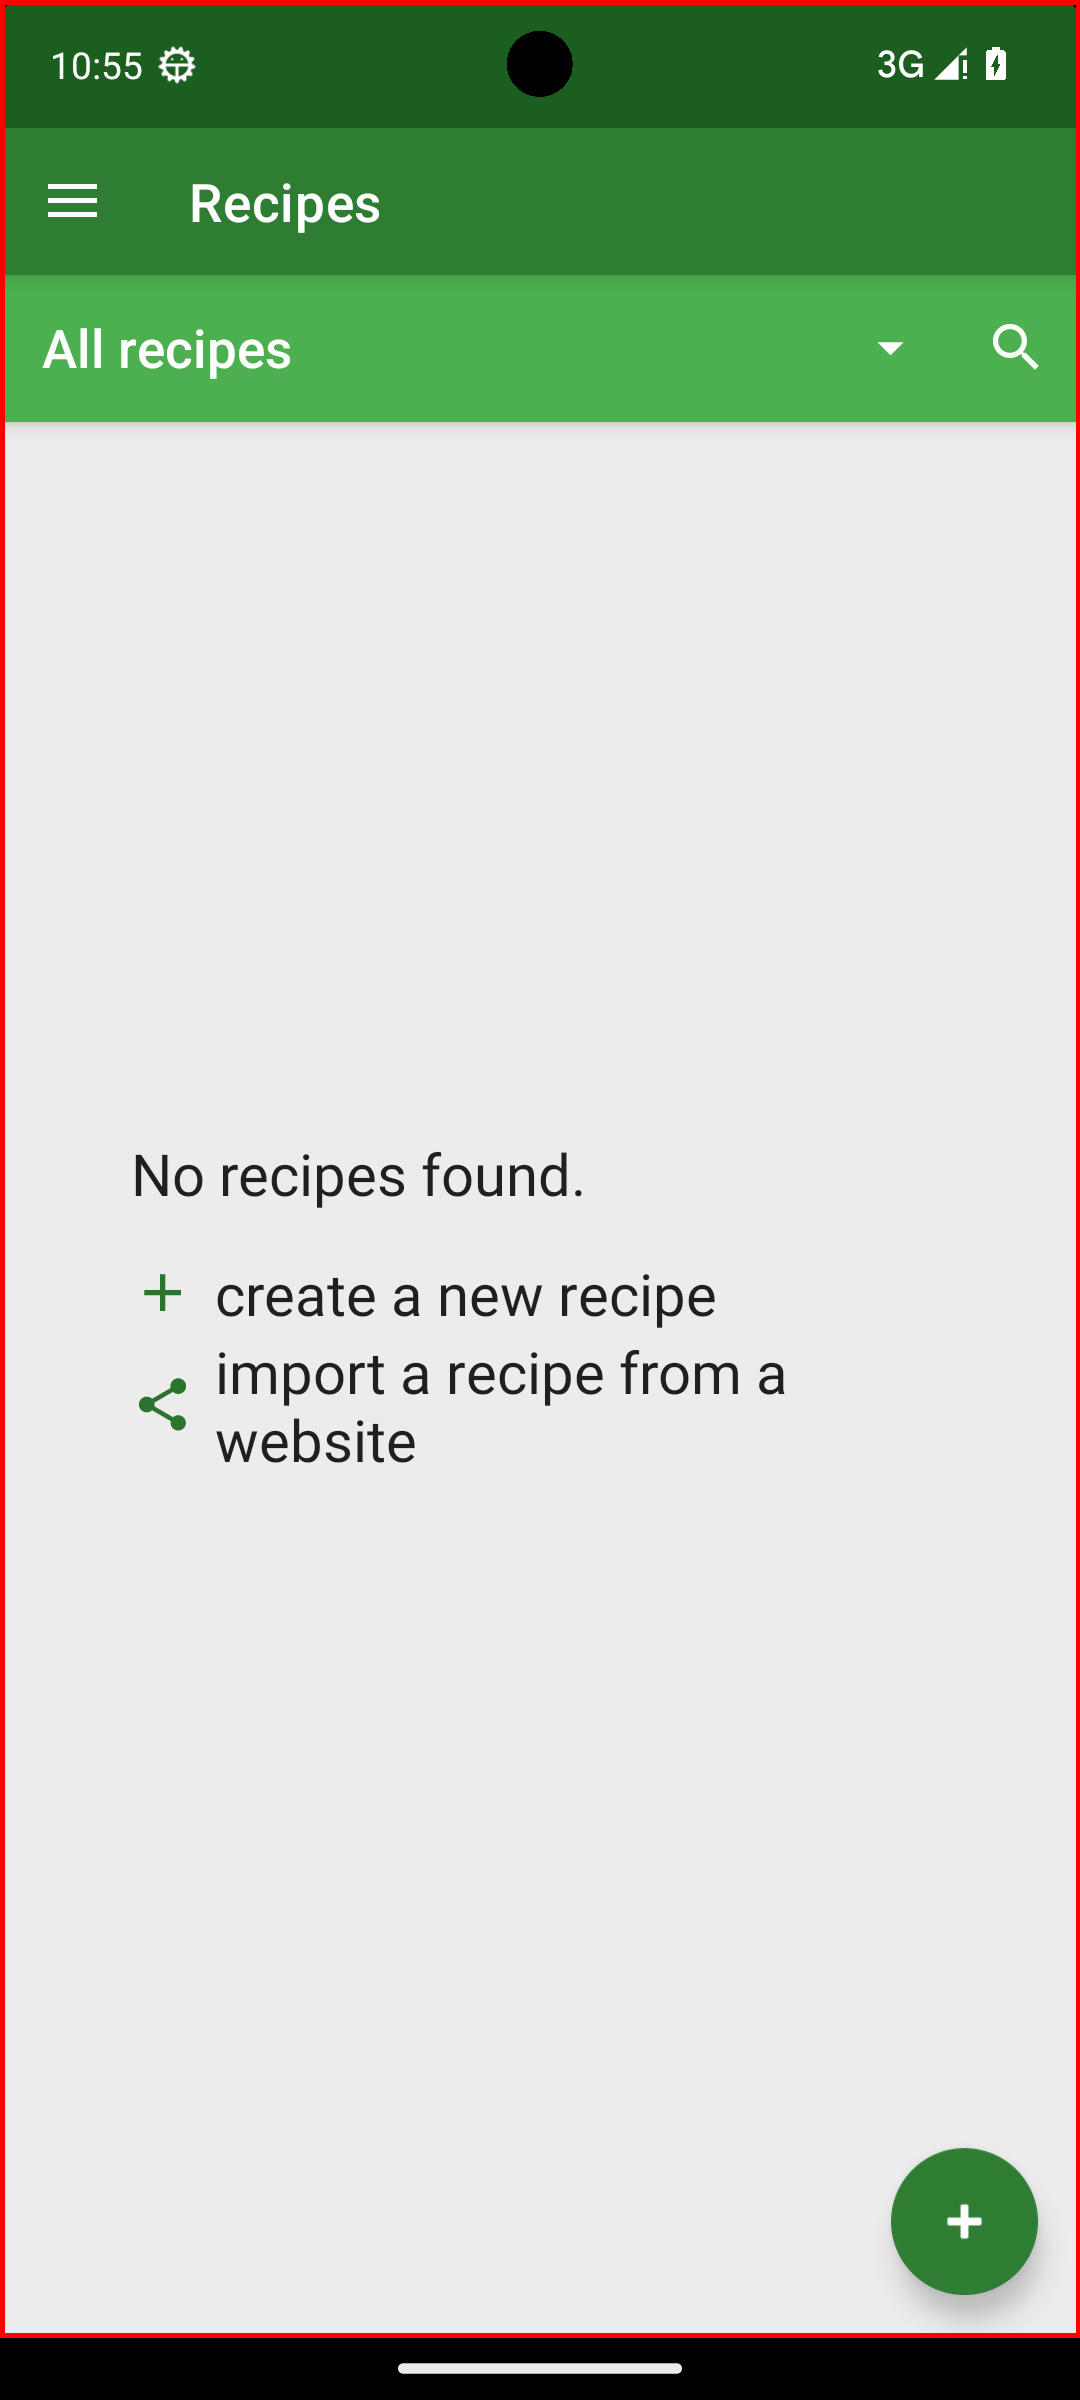 10:55
3G
Recipes
All recipes
No recipes found.
create a new recipe
import a recipe from a
website